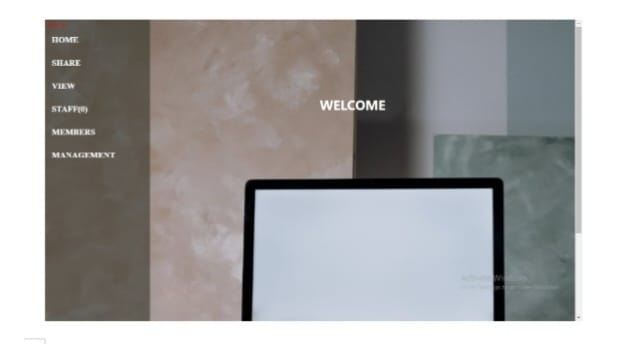 HOME
SHARE
VIEW
STAFF(0)
MEMBERS
MANAGEMENT
WELCOME